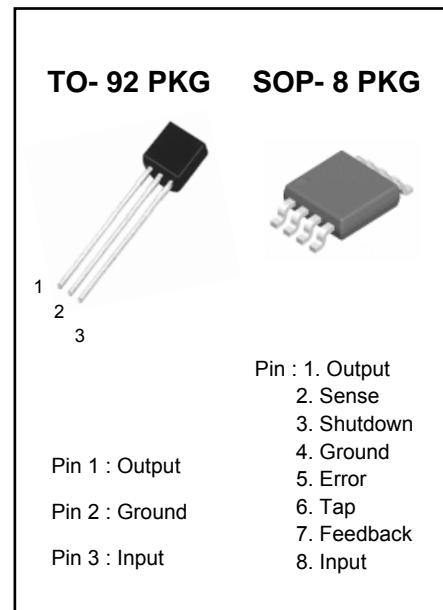 TO- 92 PKG
SOP- 8 PKG
1
2
3
Pin 1 : Output
Pin 2 : Ground
Pin 3 : Input
Pin : 1. Output
2. Sense
3. Shutdown
4. Ground
5. Error
6. Tap
7. Feedback
8. Input